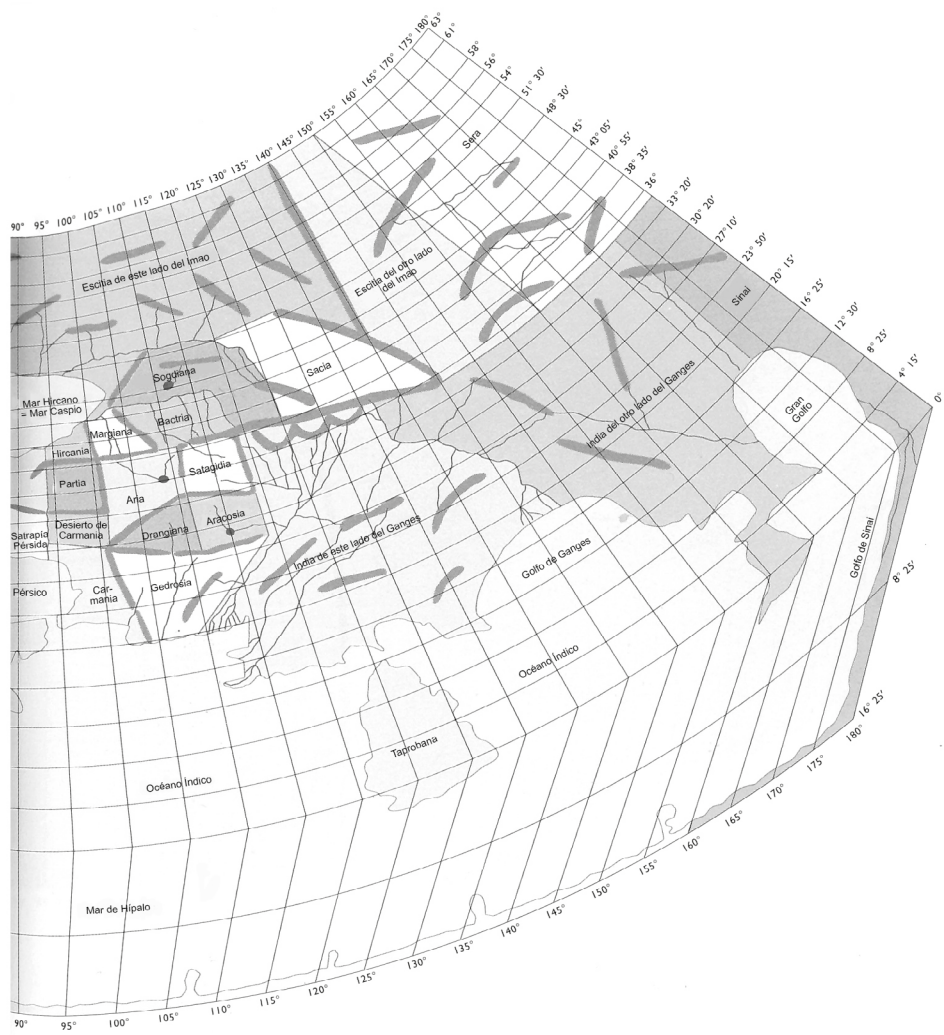 90°
95°
100°
105°
110°
115°
120°
125°
130°
135°
140°
145°
150°
155°
160°
165°
170°
175°
180°
63°
61°
58°
56°
54°
51° 30′
48° 30′
45°
43° 05′
40° 55′
38° 35′
36°
33° 20′
30° 20′
27° 10′
23° 50′
20° 15′
16° 25′
12° 30′
8° 25′
4° 15′
0°
8° 25′
16° 25′
Sera
Escitia de este lado del Imao
Escitia del otro lado
del Imao
Sinai
Sogdiana
Sacia
Mar Hircano
= Mar Caspio
Bactria
Margiana
India del otro lado del Ganges
Gran
Golfo
Hircania
Satagidia
Partia
Aria
Aracosia
Drangiana
Desierto de
Carmania
Satrapía
Pérsida
India de este lado del Ganges
Golfo de Ganges
Golfo de Sinai
Pérsico
Car-
mania
Gedrosia
Océano Índico
Taprobana
Océano Índico
Mar de Hípalo
90°
95°
100°
105°
110°
115°
120°
125°
130°
135°
140°
145°
150°
155°
160°
165°
170°
175°
180°